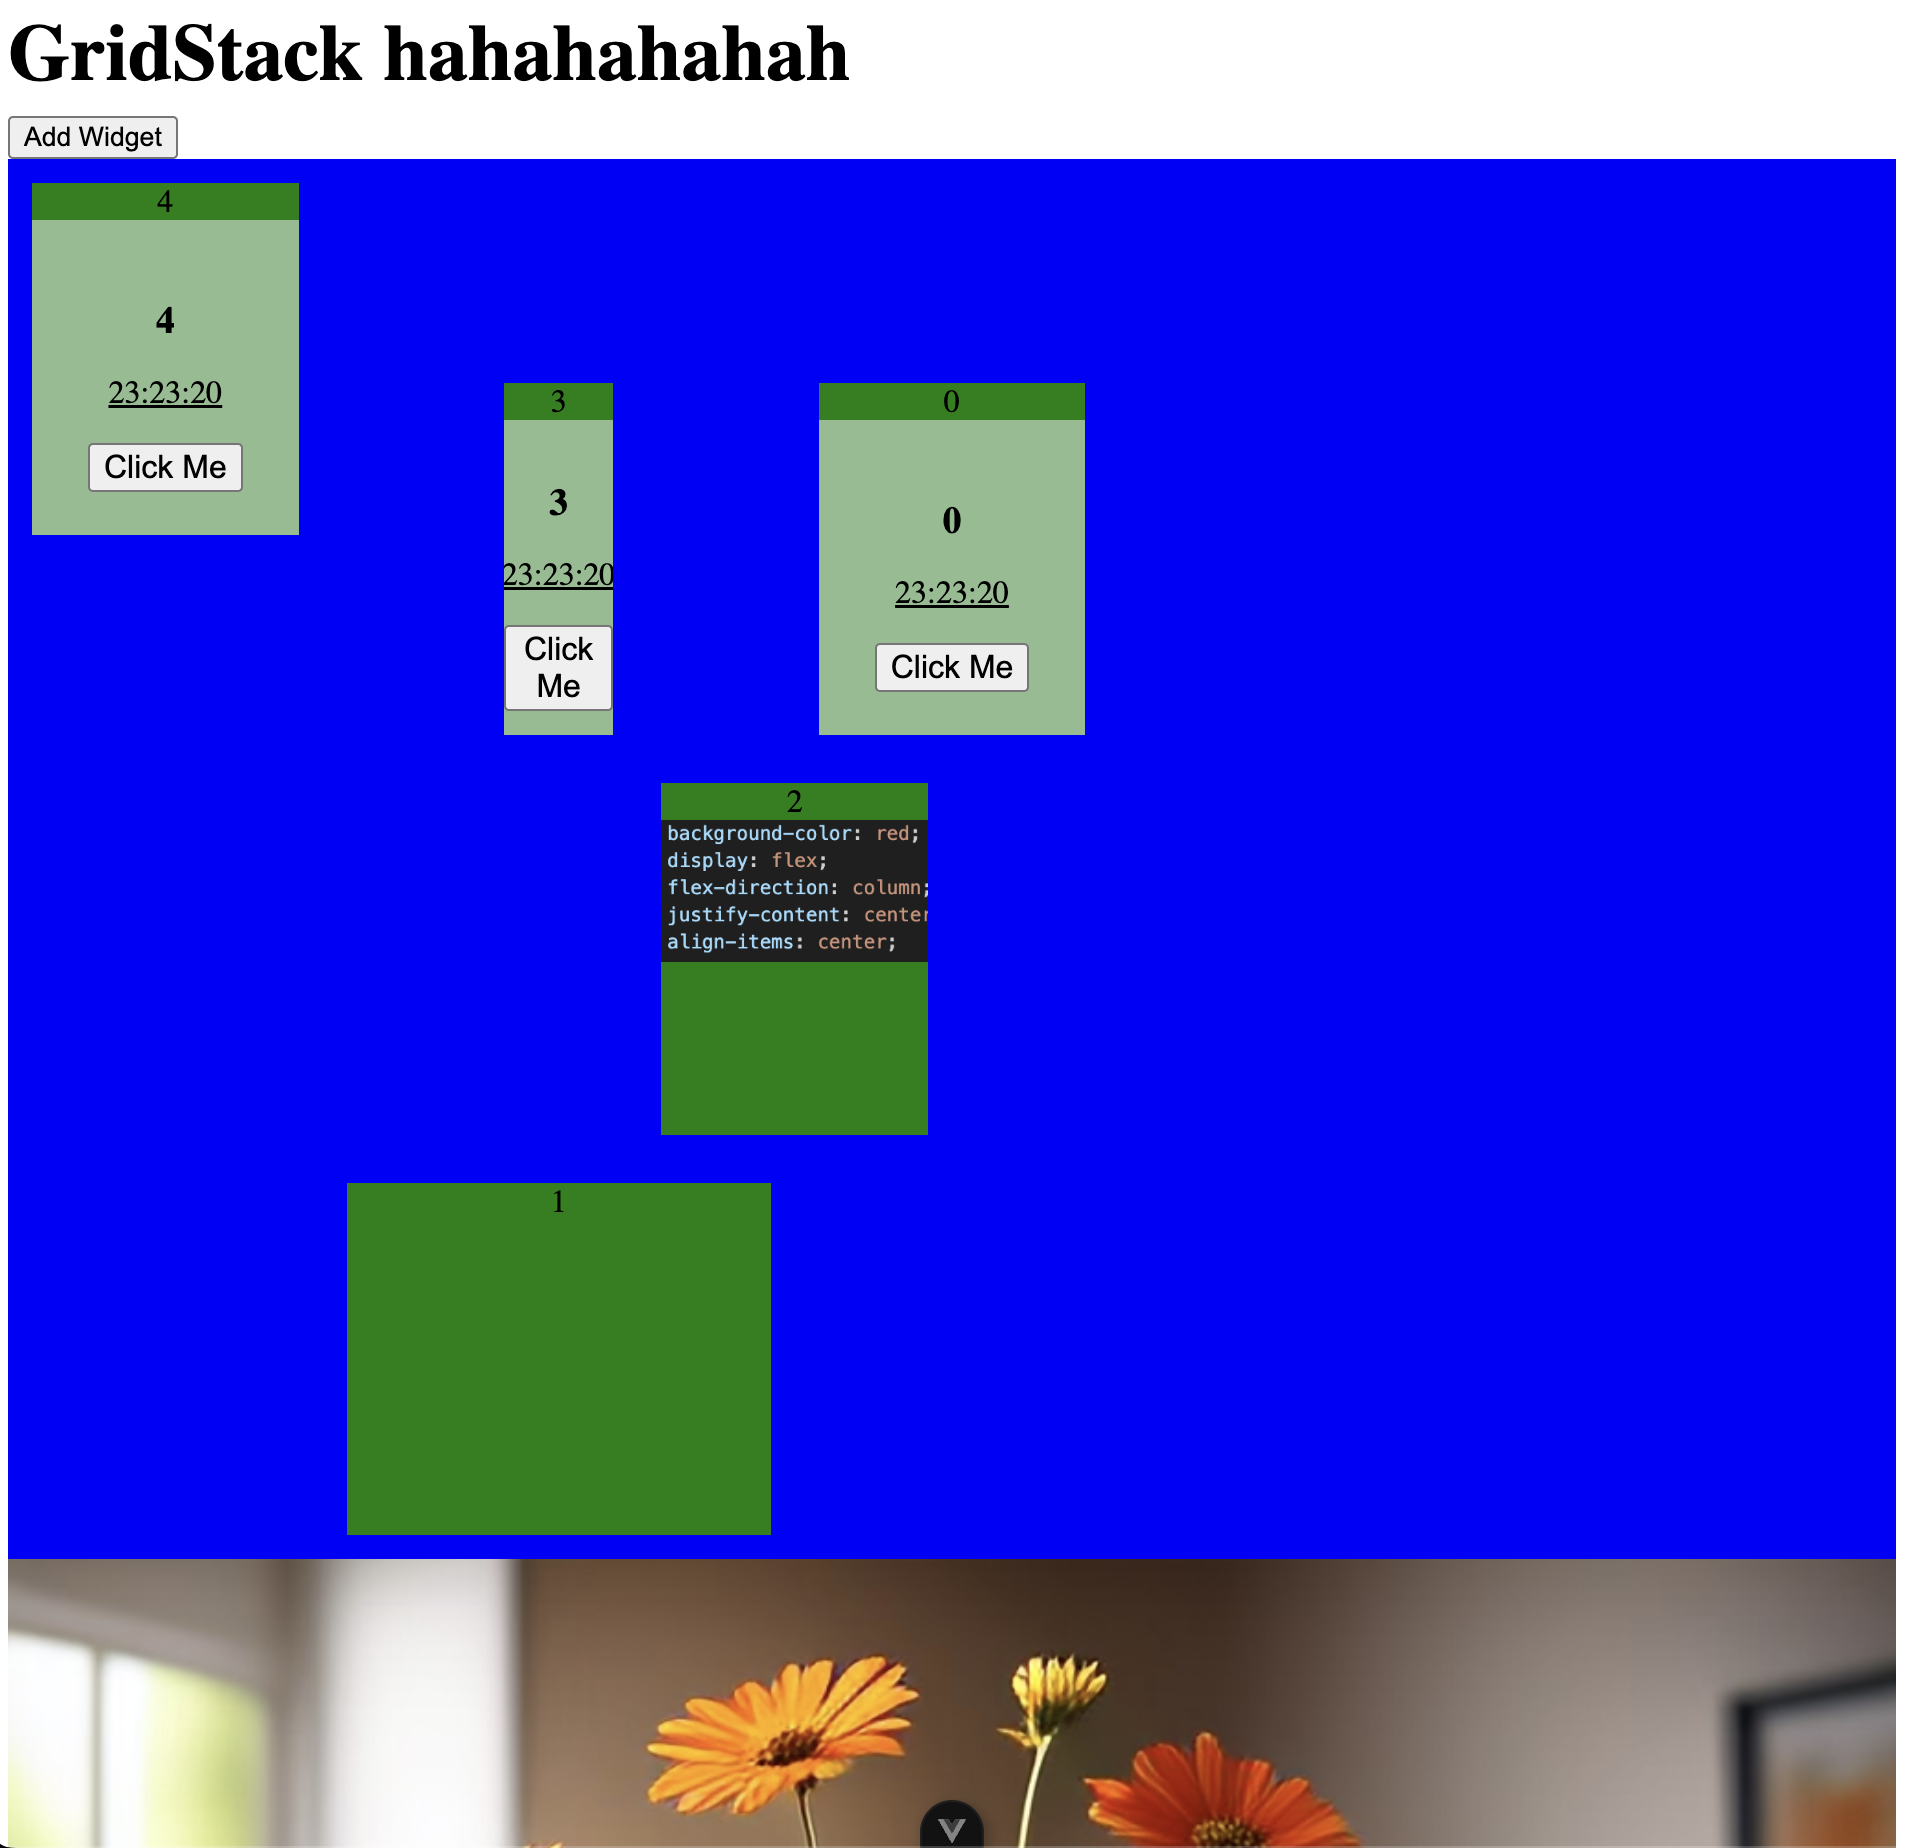 GridStack hahahahahah
Add Widget
4
4
23:23:20
Click Me
3
3
23:23:20
Click
Me
0
0
23:23:20
Click Me
2
background-color: red;
display: flex;
flex-direction: column;
justify-content: center
align-items: center;
1